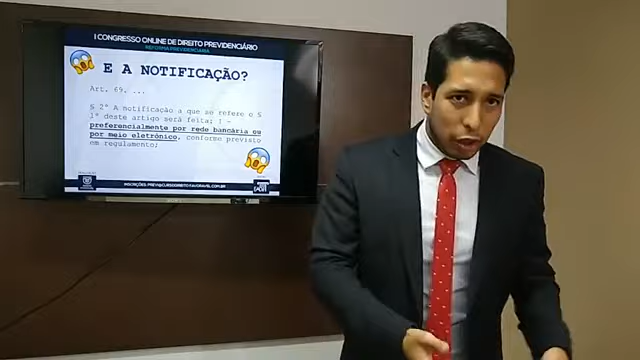 I CONGRESSO ONLINE DE DIREITO PREVIDENCIÁRIO
REFORMA PREVIDENCIÁRIA
E A NOTIFICAÇÃO?
Art. 69. ...
§ 2º A notificação a que se refere o §
1º deste artigo será feita: I -
preferencialmente por rede bancária ou
por meio eletrônico, conforme previsto
em regulamento;